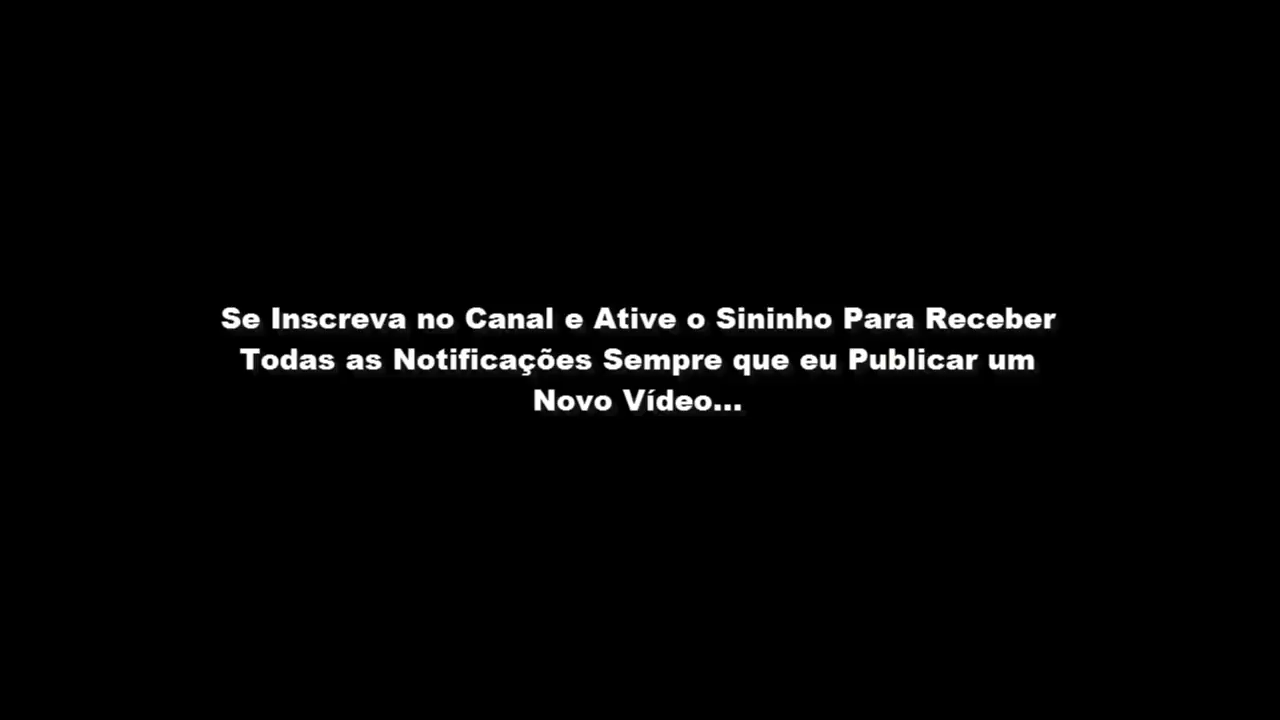 Se Inscreva no Canal e Ative o Sininho Para Receber
Todas as Notificações Sempre que eu Publicar um
Novo Vídeo...